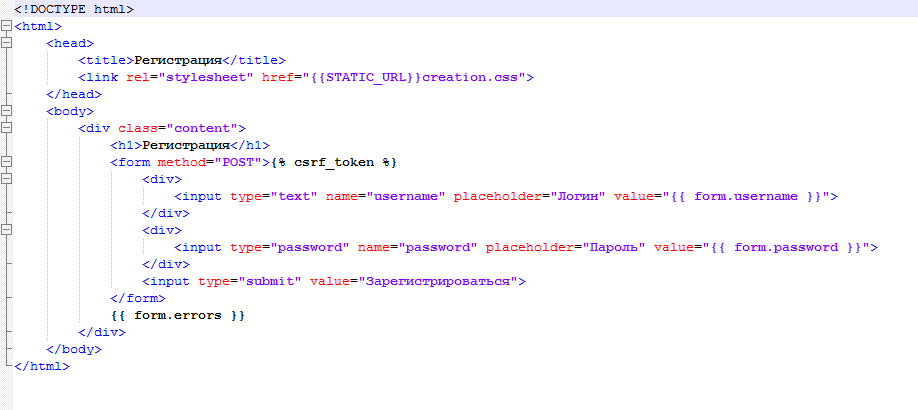 <!DOCTYPE html>
<html>
<head>
<title>Регистрация</title>
<link rel="stylesheet" href="{{STATIC_URL}}creation.css">
</head>
<body>
<div class="content">
<h1>Регистрация</h1>
<form method="POST">{% csrf_token %}
<div>
<input type="text" name="username" placeholder="Логин" value="{{ form.username }}">
</div>
<div>
<input type="password" name="password" placeholder="Пароль" value="{{ form.password }}">
</div>
<input type="submit" value="Зарегистрироваться">
</form>
{{ form.errors }}
</div>
</body>
</html>